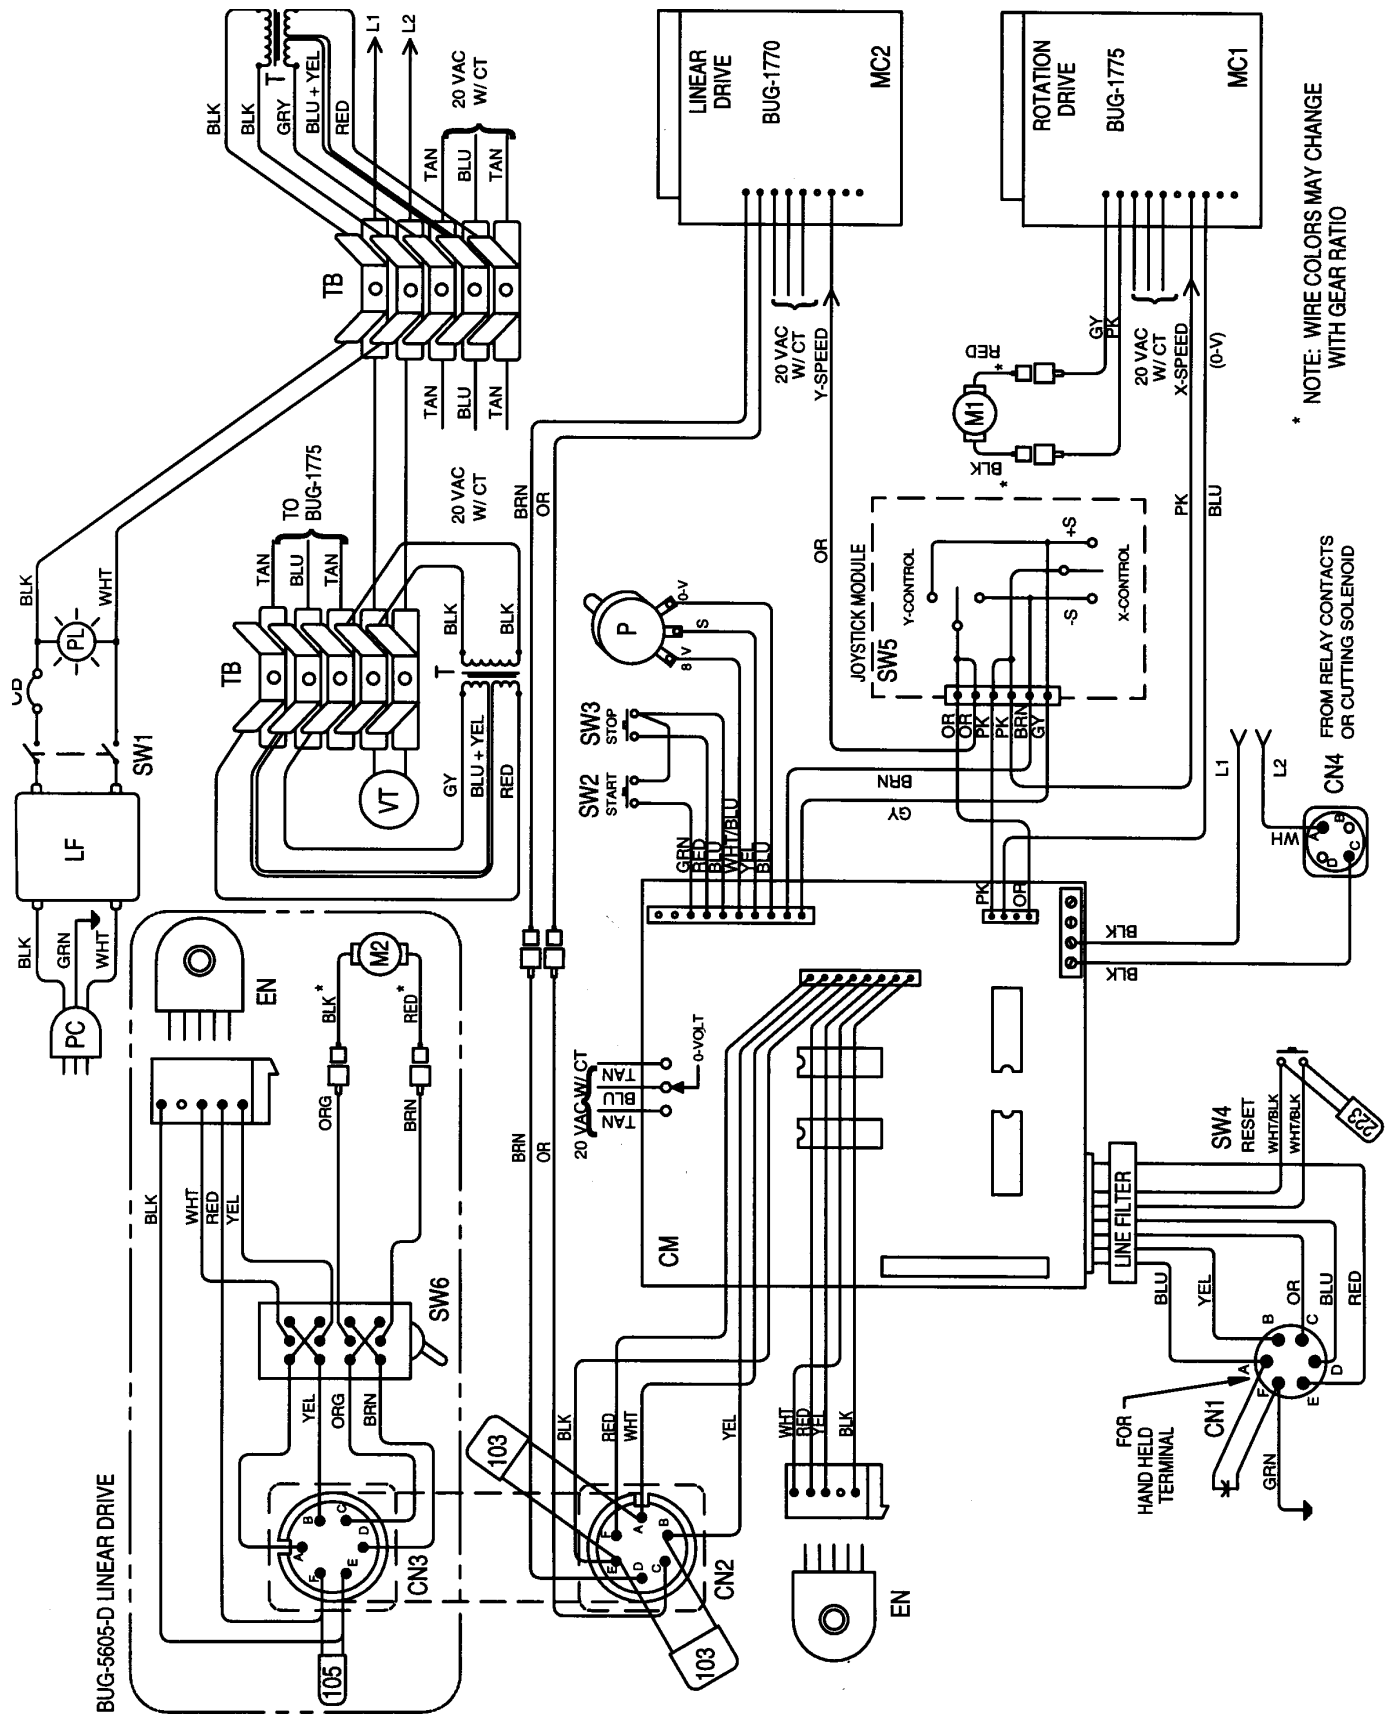 BLK
BLK
GRY
BLU + YEL
RED
T
L1
L2
20 VAC
W/ CT
TAN
BLU
TAN
TB
TAN
BLU
TAN
20 VAC
W/ CT
TO
BUG-1775
TAN
BLU
TAN
TB
BLK
WHT
PL
SW1
LF
BLK
GRN
WHT
PC
VT
T
BLK
BLK
GY
BLU + YEL
RED
BRN
OR
LINEAR
DRIVE
BUG-1770
MC2
20 VAC
W/ CT
Y-SPEED
OR
ROTATION
DRIVE
BUG-1775
MC1
GY
PK
20 VAC
W/ CT
X-SPEED
(0-V)
PK
BLU
RED
*
M1
BLK
*
* NOTE: WIRE COLORS MAY CHANGE
WITH GEAR RATIO
JOYSTICK MODULE
SW5
Y-CONTROL
+S
-S
X-CONTROL
OR
OR
PK
PK
BRN
GY
BRN
GY
P
0-V
S
8 V
SW3
STOP
SW2
START
GRN
RED
BLU
WHT/BLU
YEL
BLU
PK
OR
L1
L2
FROM RELAY CONTACTS
OR CUTTING SOLENOID
CN4
WH
A
B
C
D
BLK
BLK
EN
M2
BLK
*
RED
*
ORG
BRN
BLK
WHT
RED
YEL
SW6
YEL
ORG
BRN
BUG-5605-D LINEAR DRIVE
A
B
C
D
E
F
CN3
105
BRN
OR
20 VAC W/ CT
TAN
BLU
TAN
0-VOLT
CM
BLK
RED
WHT
YEL
103
103
A
B
C
D
E
F
CN2
WHT
RED
YEL
BLK
EN
LINE FILTER
SW4
RESET
WHT/BLK
WHT/BLK
223
BLU
YEL
OR
BLU
RED
A
B
C
D
E
F
CN1
FOR
HAND HELD
TERMINAL
GRN